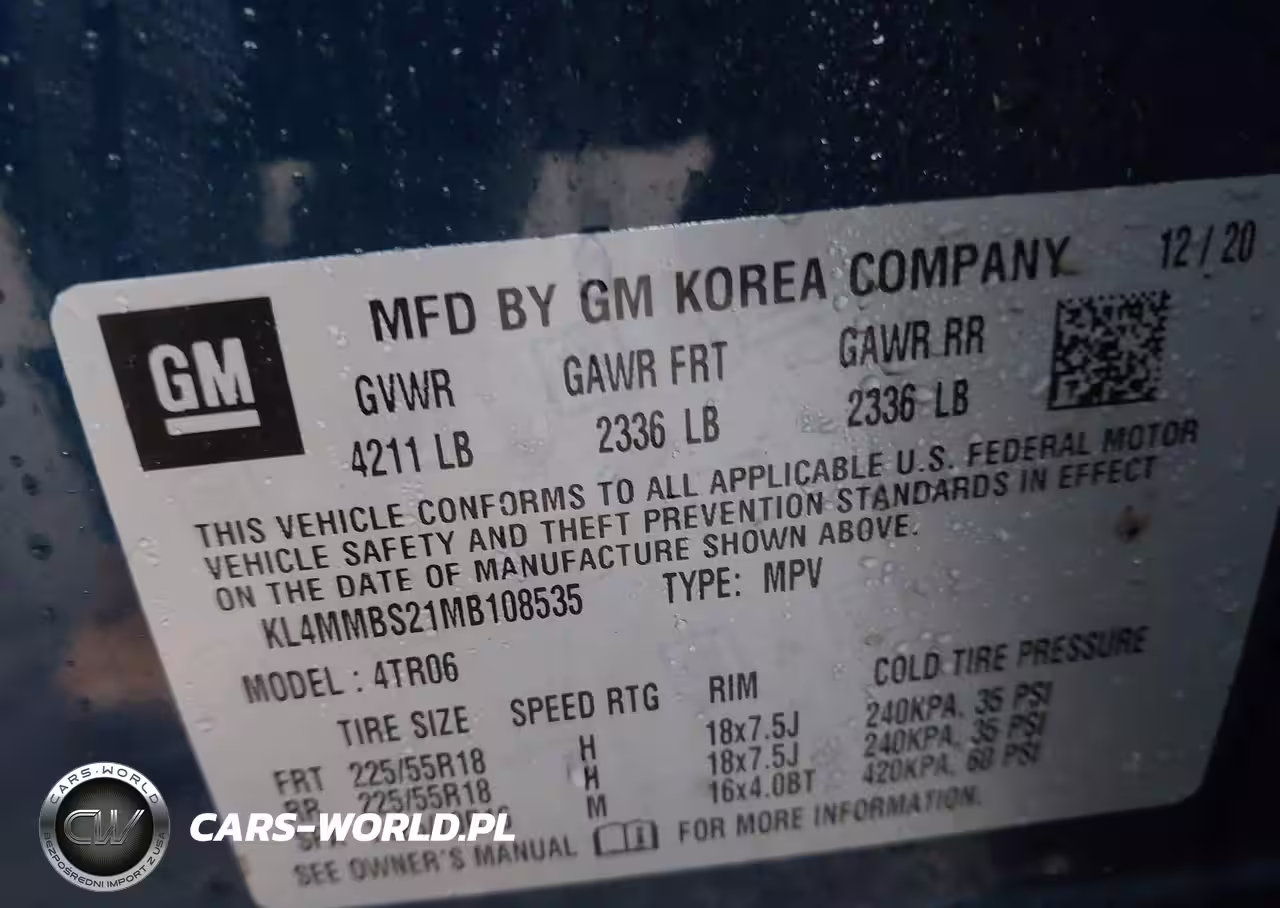 MFD BY GM KOREA COMPANY 12 / 20
GM
GVWR GAWR FRT GAWR RR
4211 LB 2336 LB 2336 LB
THIS VEHICLE CONFORMS TO ALL APPLICABLE U.S. FEDERAL MOTOR
VEHICLE SAFETY AND THEFT PREVENTION STANDARDS IN EFFECT
ON THE DATE OF MANUFACTURE SHOWN ABOVE.
KL4MMBS21MB108535 TYPE: MPV
MODEL : 4TR06
TIRE SIZE SPEED RTG RIM COLD TIRE PRESSURE
FRT 225/55R18 H 18x7.5J 240KPA, 35 PSI
RR 225/55R18 H 18x7.5J 240KPA, 35 PSI
M 16x4.0BT 420KPA, 60 PSI
SEE OWNER'S MANUAL FOR MORE INFORMATION.
CARS-WORLD
CW
BEZPOŚREDNI IMPORT Z USA
CARS-WORLD.PL